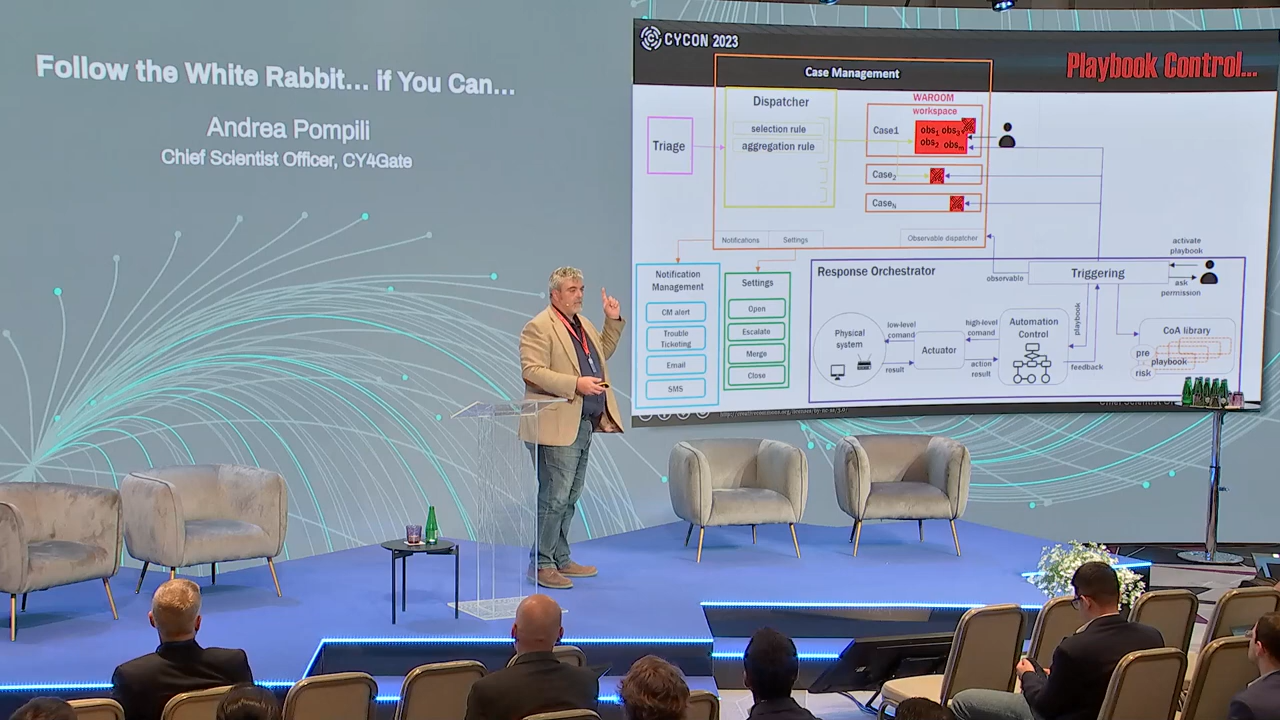 Follow the White Rabbit... if You Can...
Andrea Pompili
Chief Scientist Officer, CY4Gate
CYCON 2023
Playbook Control...
Case Management
Triage
Dispatcher
selection rule
aggregation rule
WAROOM
workspace
Case1
obs1 obs3
obs2 obsm
Case2
CaseN
Notifications
Settings
Observable dispatcher
Notification
Management
CM alert
Trouble
Ticketing
Email
SMS
Settings
Open
Escalate
Merge
Close
Response Orchestrator
observable
Triggering
activate
playbook
ask
permission
Physical
system
low-level
comand
result
Actuator
high-level
comand
action
result
Automation
Control
playbook
feedback
CoA library
pre
playbook
risk